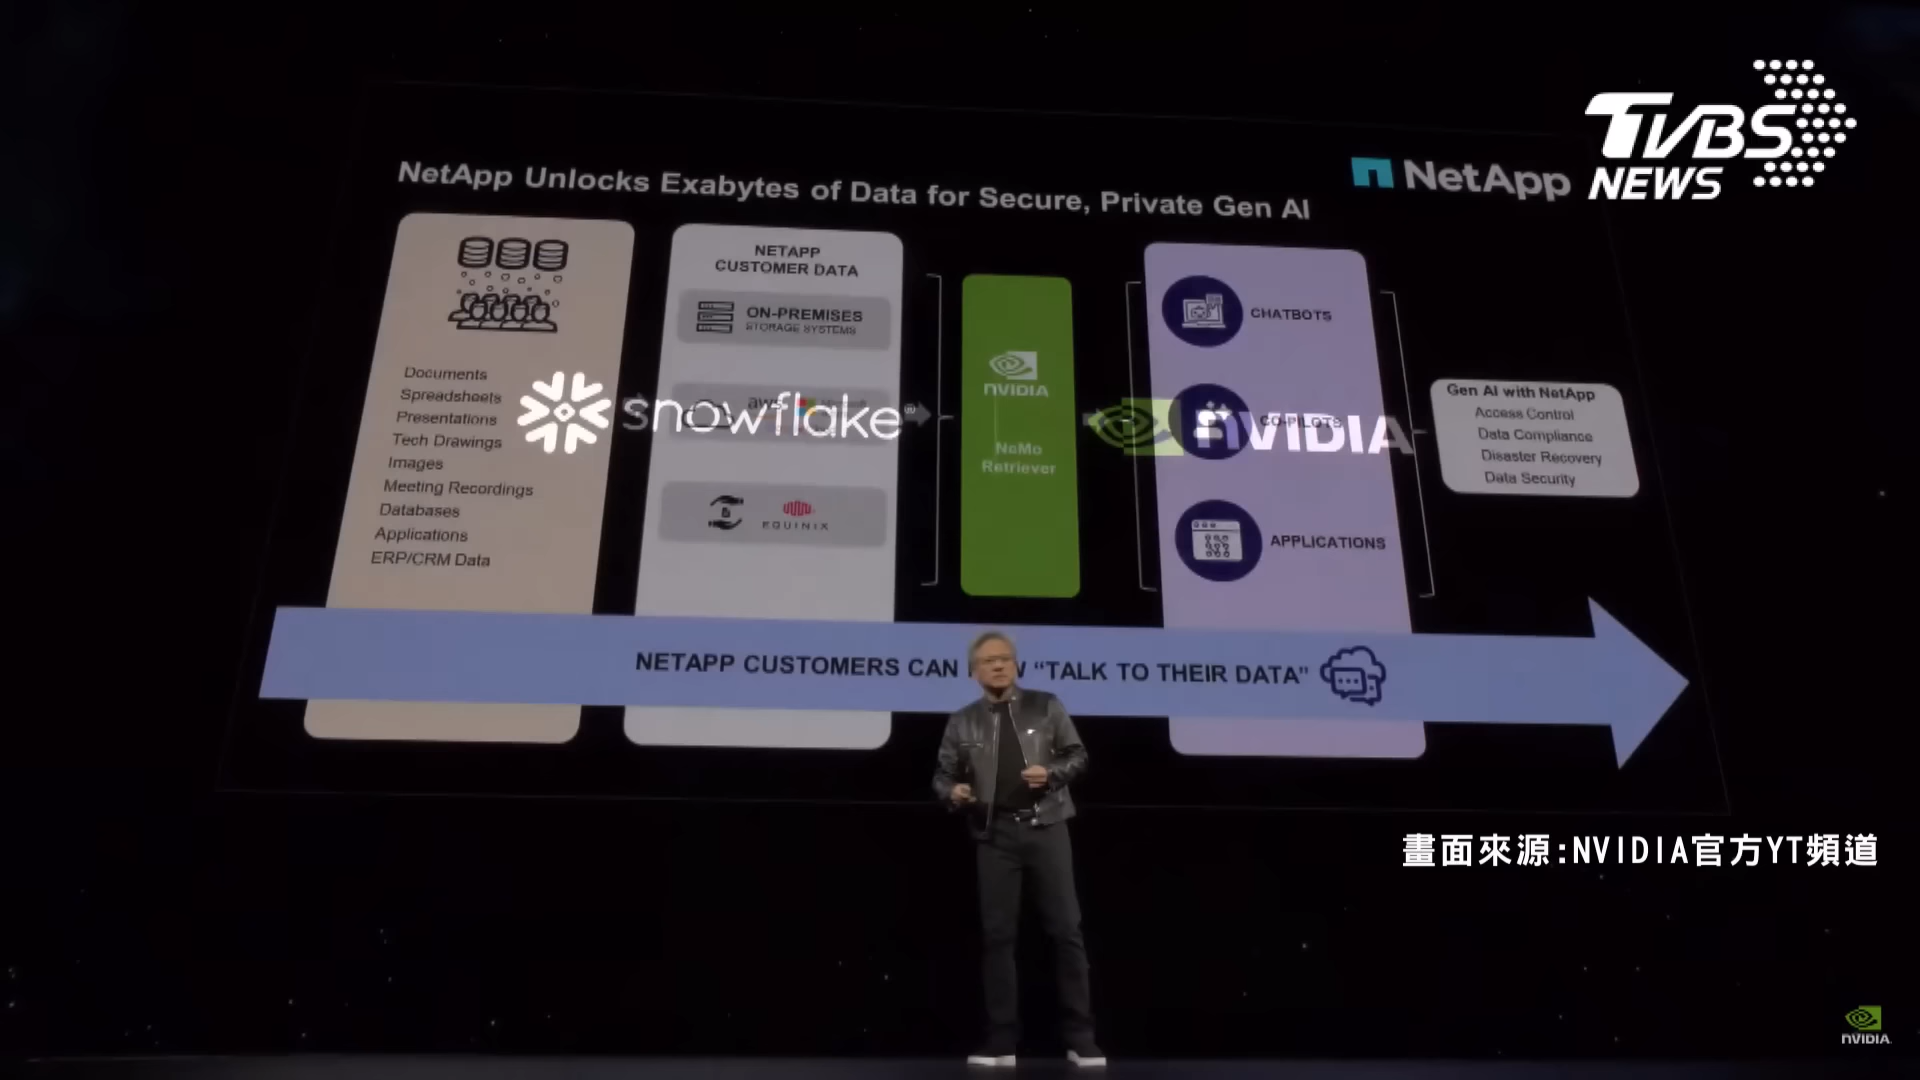 TVBS
NEWS
NetApp Unlocks Exabytes of Data for Secure, Private Gen AI
NetApp
Documents
Spreadsheets
Presentations
Tech Drawings
Images
Meeting Recordings
Databases
Applications
ERP/CRM Data
NETAPP
CUSTOMER DATA
ON-PREMISES
STORAGE SYSTEMS
aws
snowflake
EQUINIX
NVIDIA
NeMo
Retriever
CHATBOTS
CO-PILOTS
NVIDIA
APPLICATIONS
Gen AI with NetApp
Access Control
Data Compliance
Disaster Recovery
Data Security
NETAPP CUSTOMERS CAN "TALK TO THEIR DATA"
畫面來源:NVIDIA官方YT頻道
NVIDIA